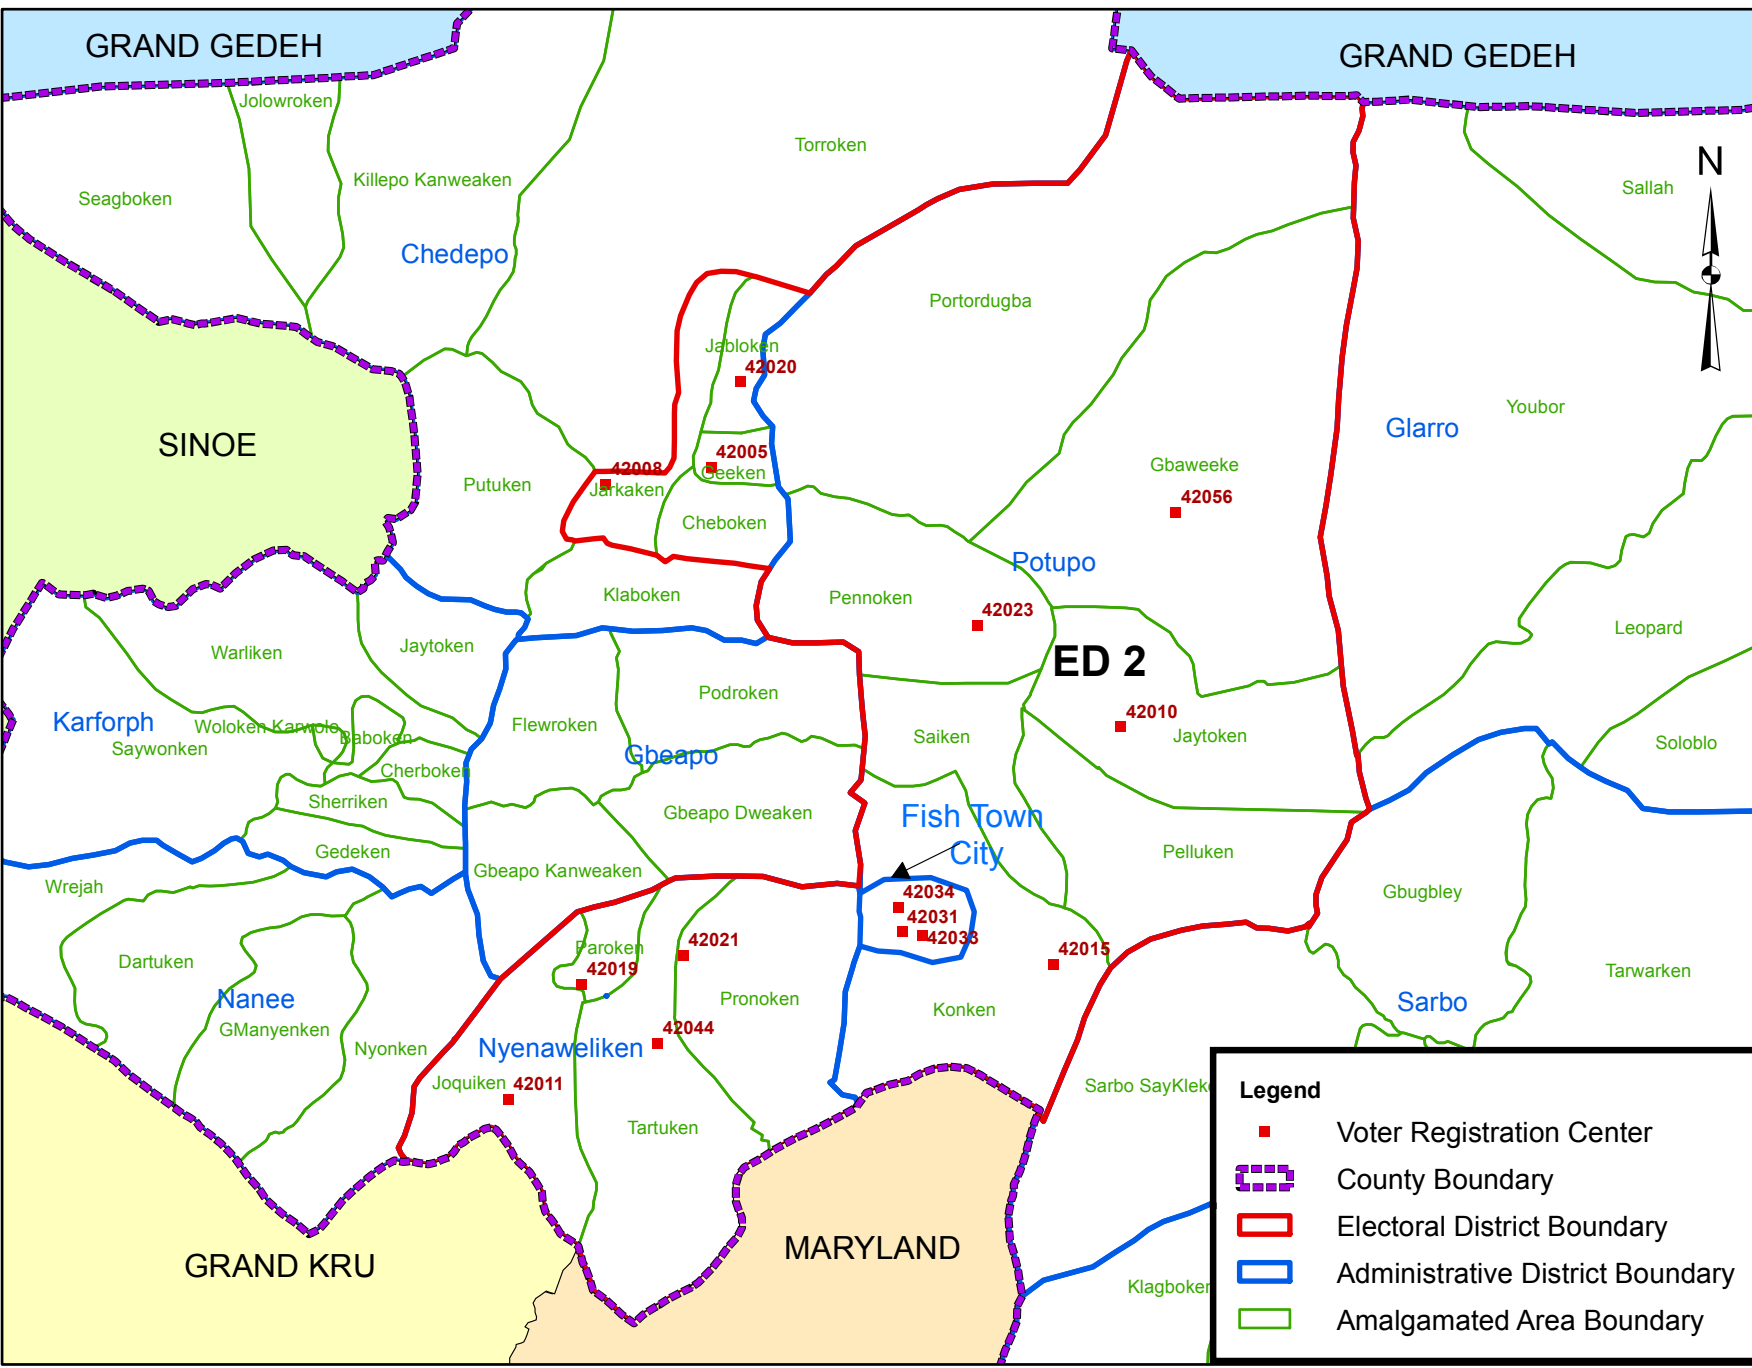 GRAND GEDEH
GRAND GEDEH
Jolowroken
Torroken
Killepo Kanweaken
Seagboken
Sallah
N
Chedepo
Portordugba
Jabloken
42020
Youbor
Glarro
SINOE
42005
Geeken
42008
Jarkaken
Putuken
Gbaweeke
42056
Cheboken
Potupo
Klaboken
Pennoken
42023
Leopard
Warliken
Jaytoken
ED 2
Podroken
Karforph
Saywonken
Woloken Karwolo
Baboken
Flewroken
42010
Jaytoken
Saiken
Soloblo
Gbeapo
Cherboken
Sherriken
Gbeapo Dweaken
Fish Town
City
Gedeken
Pelluken
Gbeapo Kanweaken
Wrejah
Gbugbley
42034
42031
42033
Paroken
42021
42015
Dartuken
42019
Tarwarken
Nanee
Pronoken
Sarbo
Konken
GManyenken
42044
Nyonken
Nyenaweliken
Joquiken
42011
Sarbo SayKlek
Tartuken
MARYLAND
GRAND KRU
Klagboker
Legend
Voter Registration Center
County Boundary
Electoral District Boundary
Administrative District Boundary
Amalgamated Area Boundary